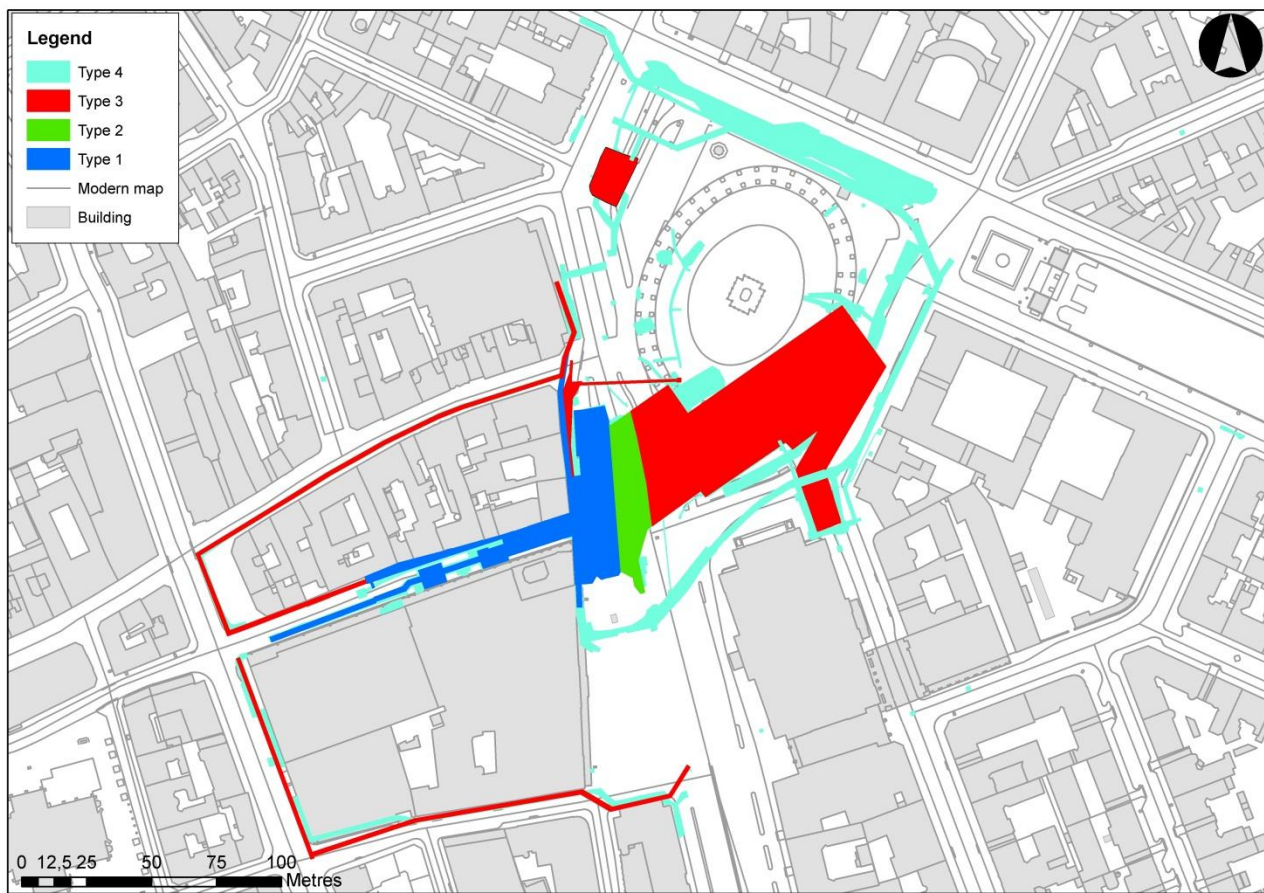 Legend
Type 4
Type 3
Type 2
Type 1
Modern map
Building
0 12,5 25 50 75 100
Metres